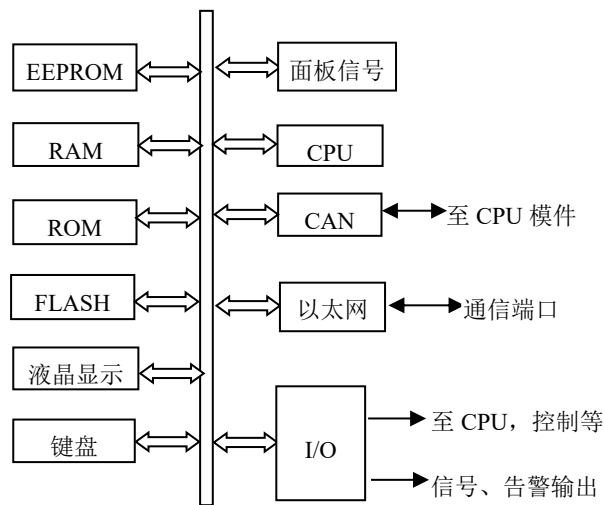 EEPROM
面板信号
RAM
CPU
ROM
CAN
至 CPU 模件
FLASH
以太网
通信端口
液晶显示
键盘
I/O
至 CPU，控制等
信号、告警输出